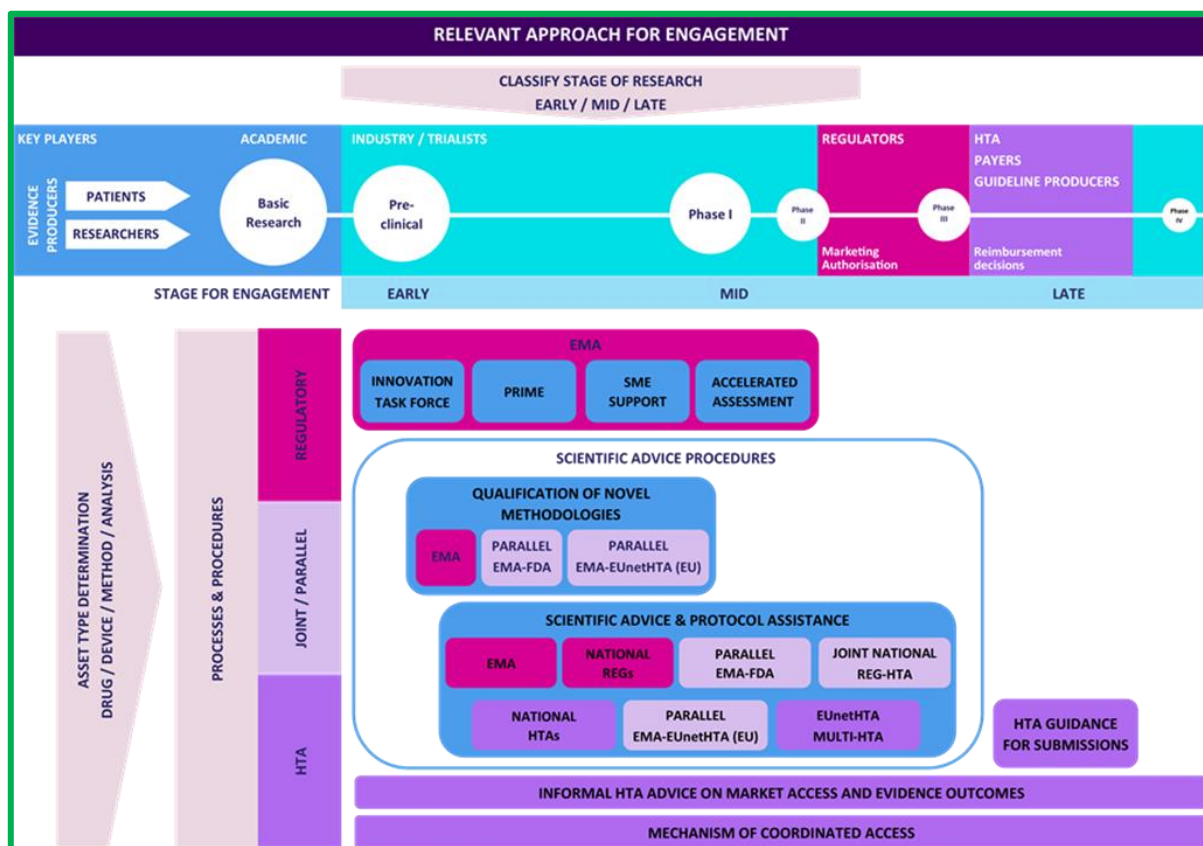 RELEVANT APPROACH FOR ENGAGEMENT
CLASSIFY STAGE OF RESEARCH
EARLY / MID / LATE
KEY PLAYERS
ACADEMIC
INDUSTRY / TRIALISTS
REGULATORS
HTA
PAYERS
GUIDELINE PRODUCERS
EVIDENCE
PRODUCERS
PATIENTS
RESEARCHERS
Basic
Research
Pre-
clinical
Phase I
Phase
II
Phase
III
Phase
IV
Marketing
Authorisation
Reimbursement
decisions
STAGE FOR ENGAGEMENT
EARLY
MID
LATE
ASSET TYPE DETERMINATION
DRUG / DEVICE / METHOD / ANALYSIS
PROCESSES & PROCEDURES
REGULATORY
JOINT / PARALLEL
HTA
EMA
INNOVATION
TASK FORCE
PRIME
SME
SUPPORT
ACCELERATED
ASSESSMENT
SCIENTIFIC ADVICE PROCEDURES
QUALIFICATION OF NOVEL
METHODOLOGIES
EMA
PARALLEL
EMA-FDA
PARALLEL
EMA-EUnetHTA (EU)
SCIENTIFIC ADVICE & PROTOCOL ASSISTANCE
EMA
NATIONAL
REGs
PARALLEL
EMA-FDA
JOINT NATIONAL
REG-HTA
NATIONAL
HTAs
PARALLEL
EMA-EUnetHTA (EU)
EUnetHTA
MULTI-HTA
HTA GUIDANCE
FOR SUBMISSIONS
INFORMAL HTA ADVICE ON MARKET ACCESS AND EVIDENCE OUTCOMES
MECHANISM OF COORDINATED ACCESS